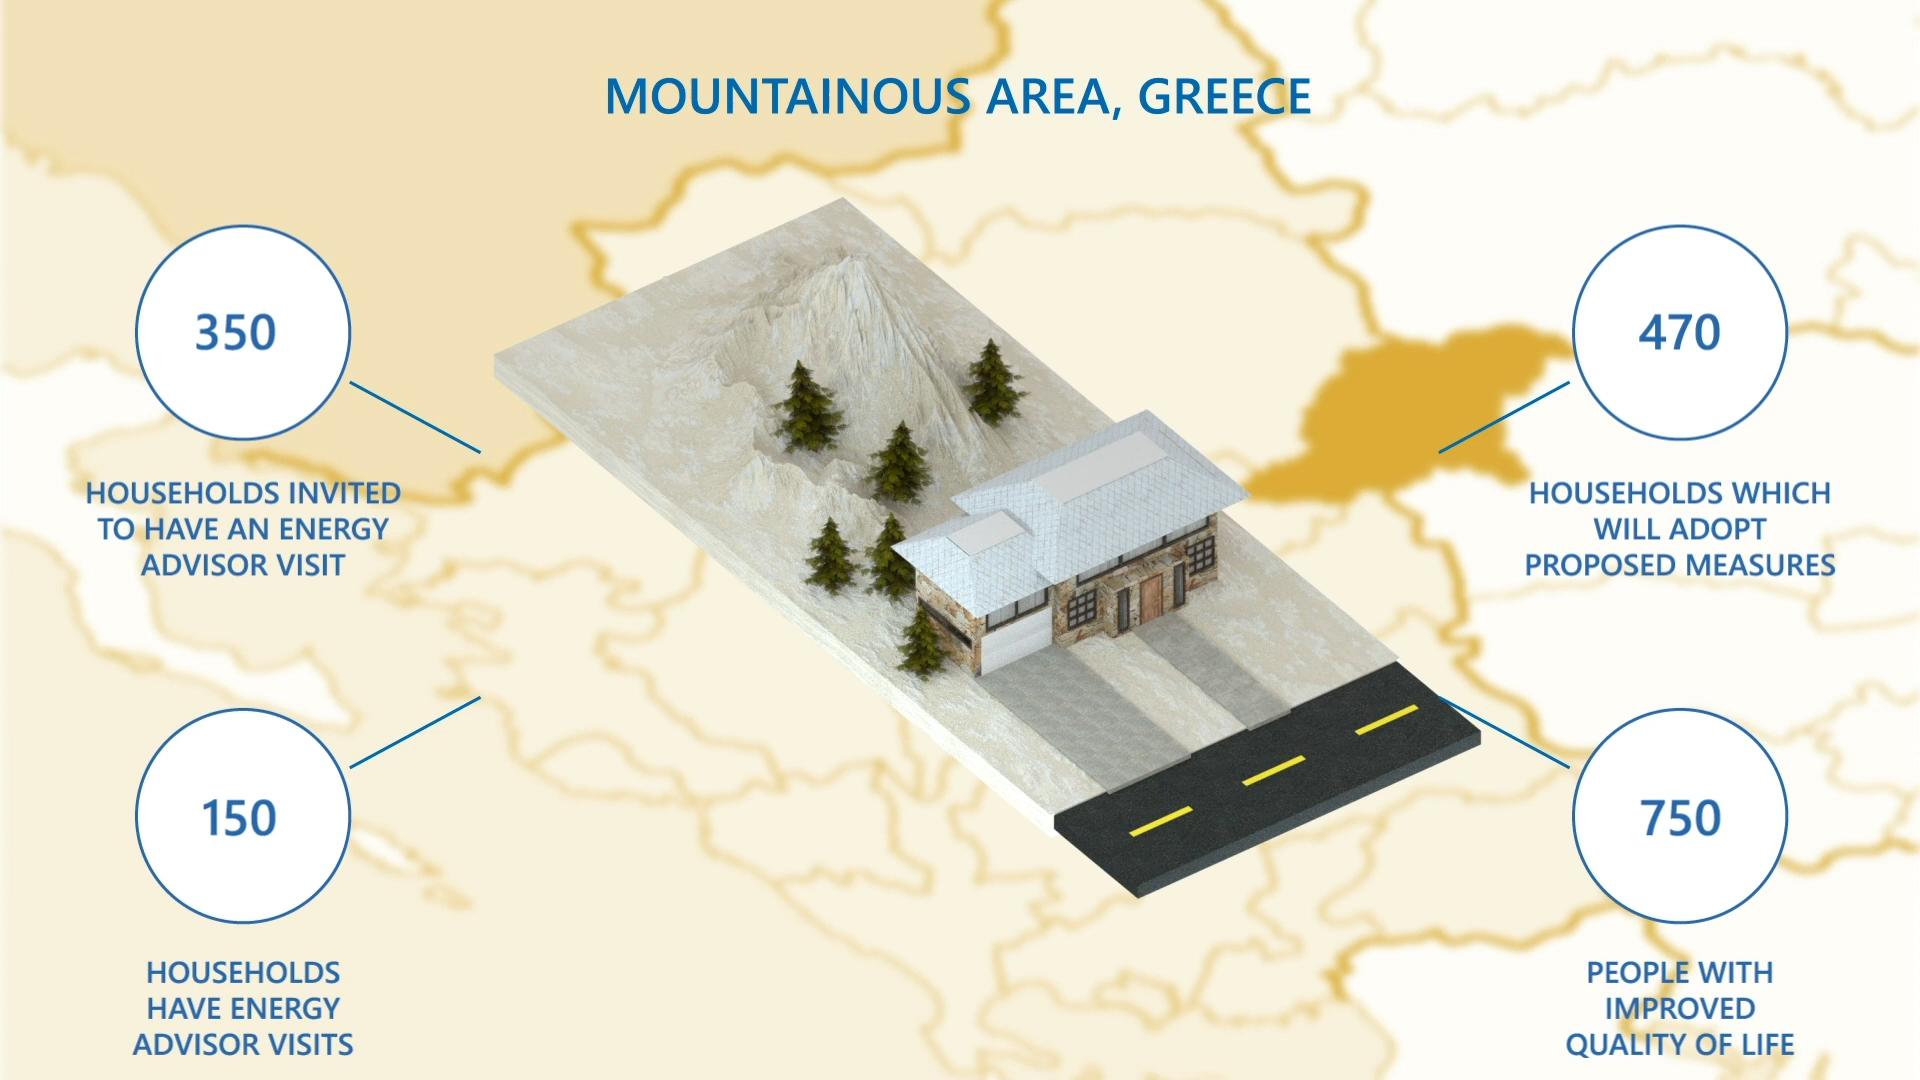 MOUNTAINOUS AREA, GREECE
350
HOUSEHOLDS INVITED
TO HAVE AN ENERGY
ADVISOR VISIT
470
HOUSEHOLDS WHICH
WILL ADOPT
PROPOSED MEASURES
150
HOUSEHOLDS
HAVE ENERGY
ADVISOR VISITS
750
PEOPLE WITH
IMPROVED
QUALITY OF LIFE